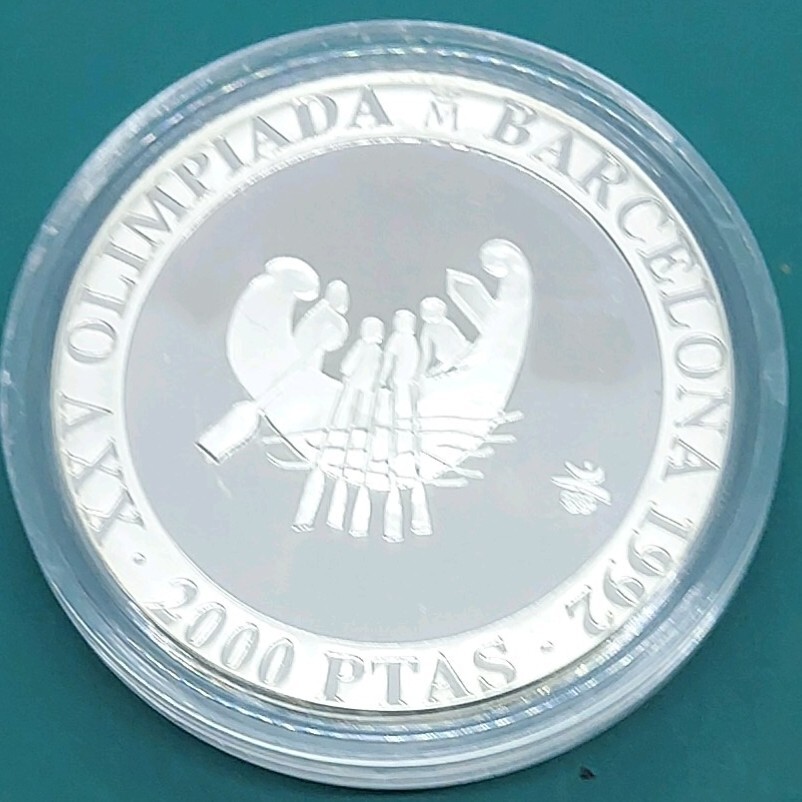 XXV OLIMPIADA M BARCELONA 1992 · 2000 PTAS ·